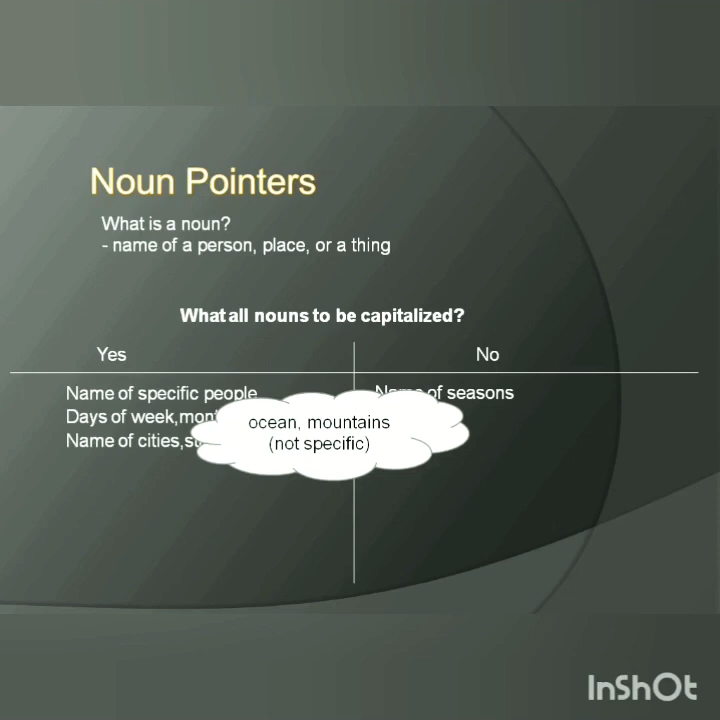 Noun Pointers
What is a noun?
- name of a person, place, or a thing
What all nouns to be capitalized?
Yes
No
Name of specific people
Name of seasons
Days of week,
Name of cities,
ocean, mountains
(not specific)
InShOt